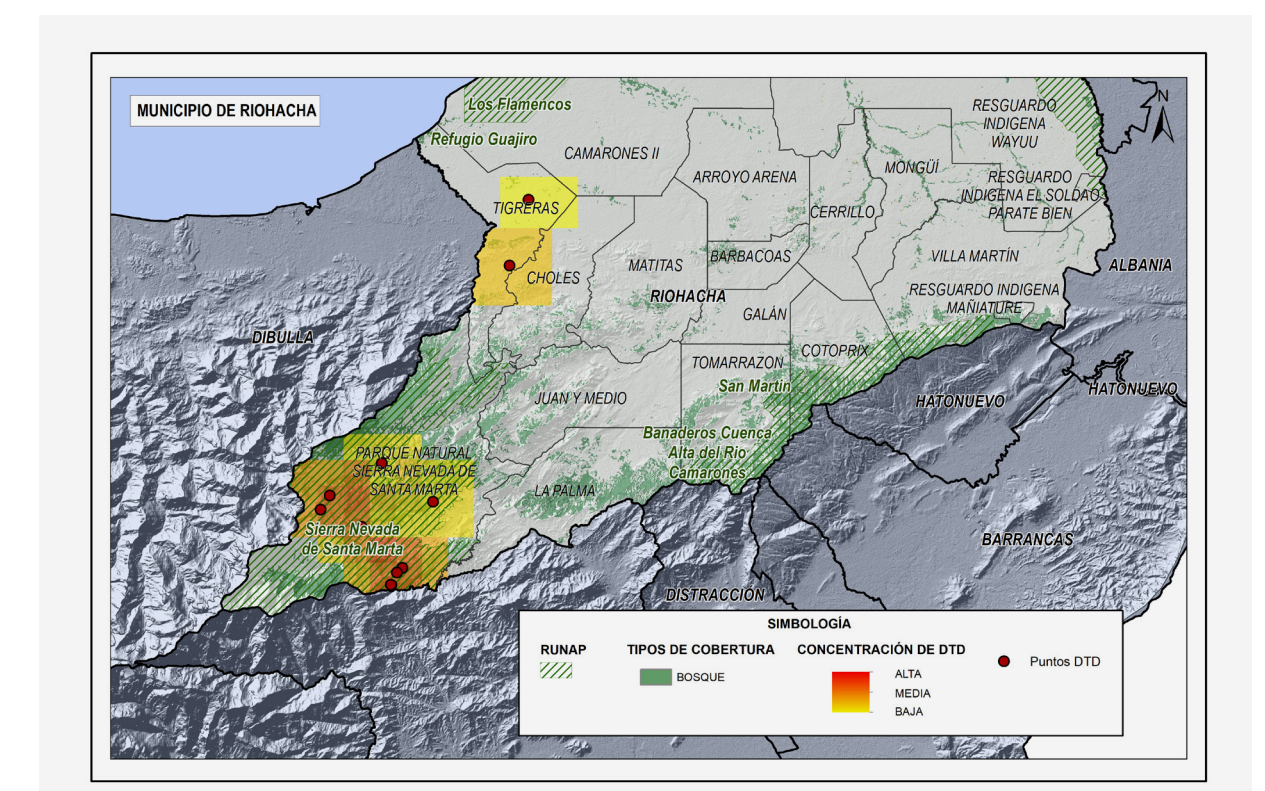 MUNICIPIO DE RIOHACHA
N
Los Flamencos
RESGUARDO
INDIGENA
WAYUU
Refugio Guajiro
CAMARONES II
ARROYO ARENA
MONGÜÍ
RESGUARDO
INDIGENA EL SOLDAO
PARATE BIEN
TIGRERAS
CERRILLO
CHOLES
MATITAS
BARBACOAS
VILLA MARTÍN
ALBANIA
RIOHACHA
RESGUARDO INDIGENA
MAÑIATURE
GALÁN
DIBULLA
COTOPRIX
TOMARRAZON
San Martin
HATONUEVO
HATONUEVO
JUAN Y MEDIO
Banaderos Cuenca
Alta del Rio
Camarones
PARQUE NATURAL
SIERRA NEVADA DE
SANTA MARTA
LA PALMA
Sierra Nevada
de Santa Marta
BARRANCAS
DISTRACCIÓN
SIMBOLOGÍA
RUNAP
TIPOS DE COBERTURA
BOSQUE
CONCENTRACIÓN DE DTD
ALTA
MEDIA
BAJA
Puntos DTD